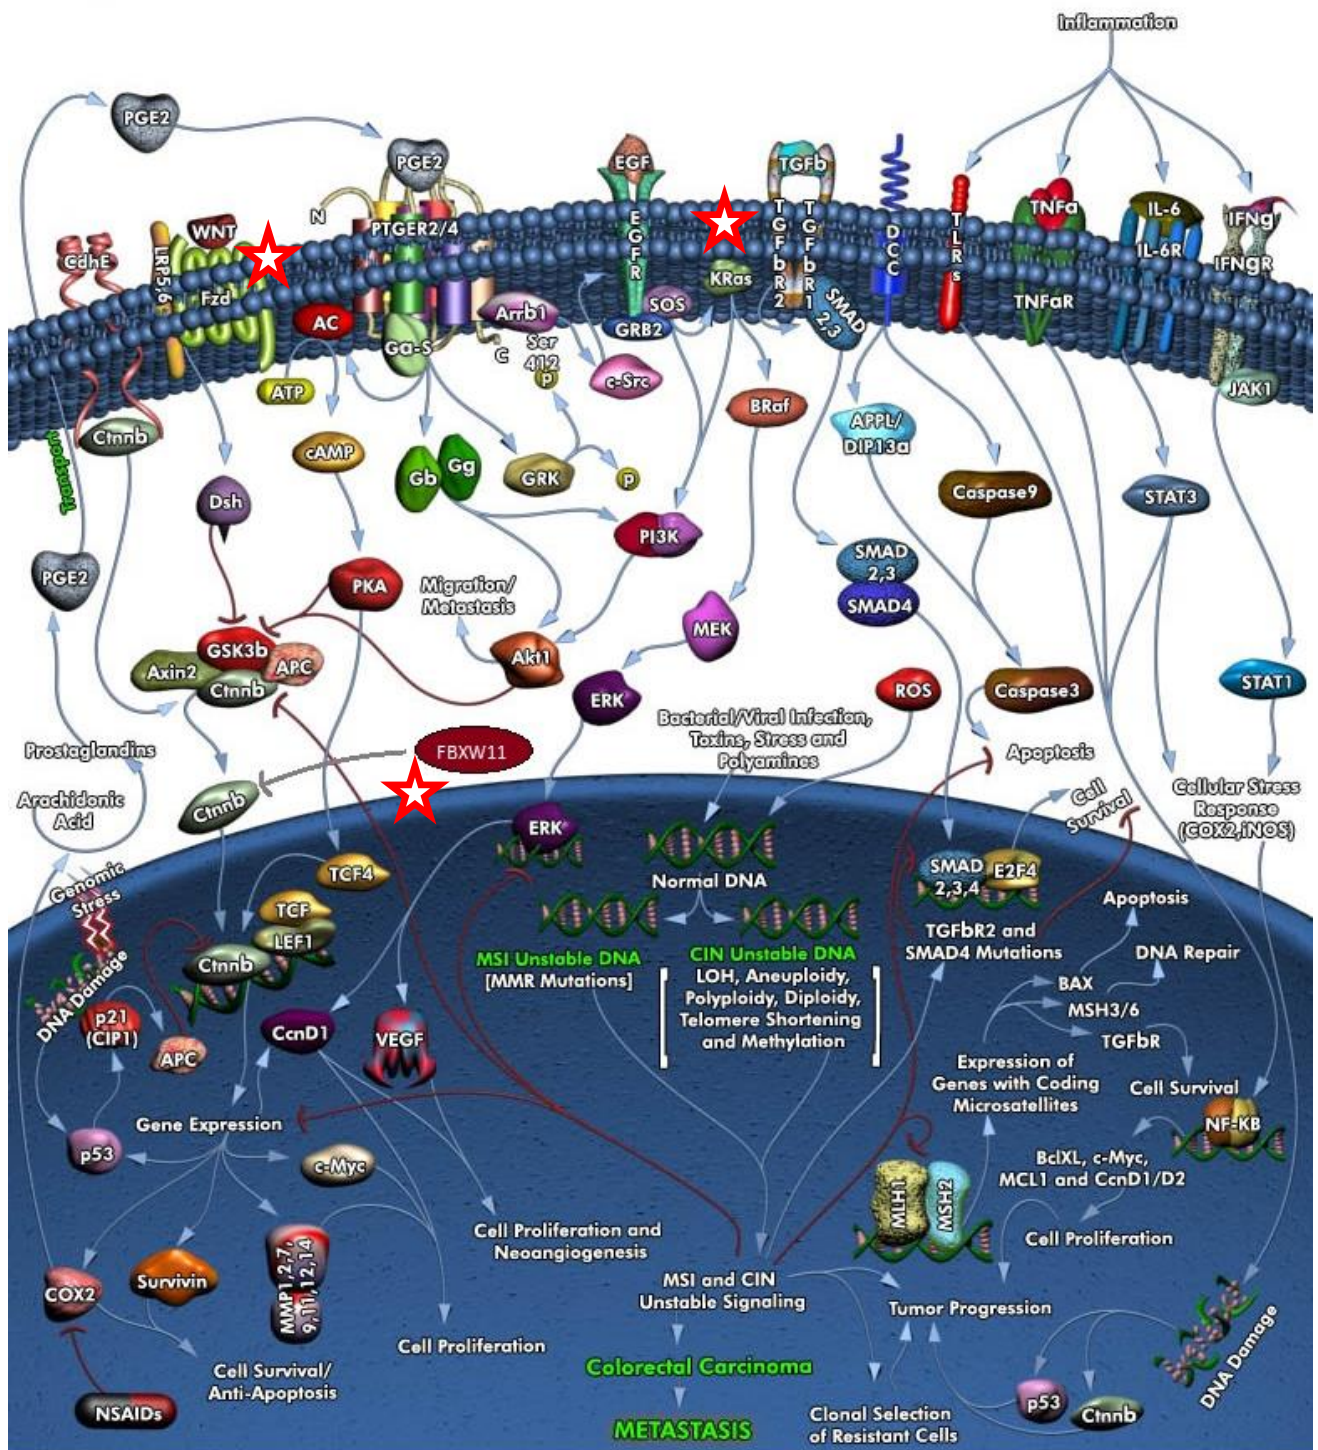 Inflammation
PGE2
PGE2
EGF
TGFb
N
PTGER2/4
WNT
CdhE
LRP5,6
Fzd
EGFR
KRas
TGFbR2
TGFbR1
DCC
TLRs
TNFa
IL-6
IL-6R
IFNg
IFNgR
TNFaR
AC
Ga-S
Arrb1
C
Ser
412
P
SOS
GRB2
c-Src
SMAD
2,3
JAK1
ATP
BRaf
APPL/
DIP13a
Ctnnb
Transport
cAMP
Gb
Gg
GRK
P
Caspase9
STAT3
Dsh
PI3K
SMAD
2,3
SMAD4
PGE2
PKA
Migration/
Metastasis
MEK
GSK3b
Axin2
APC
Ctnnb
Akt1
ERK
ROS
Caspase3
STAT1
Bacterial/Viral Infection,
Toxins, Stress and
Polyamines
Prostaglandins
FBXW11
Apoptosis
Arachidonic
Acid
Ctnnb
Cell
Survival
Cellular Stress
Response
(COX2,iNOS)
ERK
Genomic
Stress
TCF4
Normal DNA
SMAD
2,3,4
E2F4
TCF
LEF1
Ctnnb
Apoptosis
TGFbR2 and
SMAD4 Mutations
MSI Unstable DNA
[MMR Mutations]
CIN Unstable DNA
LOH, Aneuploidy,
Polyploidy, Diploidy,
Telomere Shortening
and Methylation
DNA Repair
BAX
MSH3/6
TGFbR
DNA Damage
p21
(CIP1)
APC
CcnD1
VEGF
Expression of
Genes with Coding
Microsatellites
Cell Survival
Gene Expression
NF-KB
p53
c-Myc
BclXL, c-Myc,
MCL1 and CcnD1/D2
MLH1
MSH2
Cell Proliferation and
Neoangiogenesis
Cell Proliferation
COX2
Survivin
MMP1,2,7,
9,11,12,14
MSI and CIN
Unstable Signaling
Tumor Progression
Cell Proliferation
Colorectal Carcinoma
DNA Damage
Cell Survival/
Anti-Apoptosis
NSAIDs
METASTASIS
Clonal Selection
of Resistant Cells
p53
Ctnnb